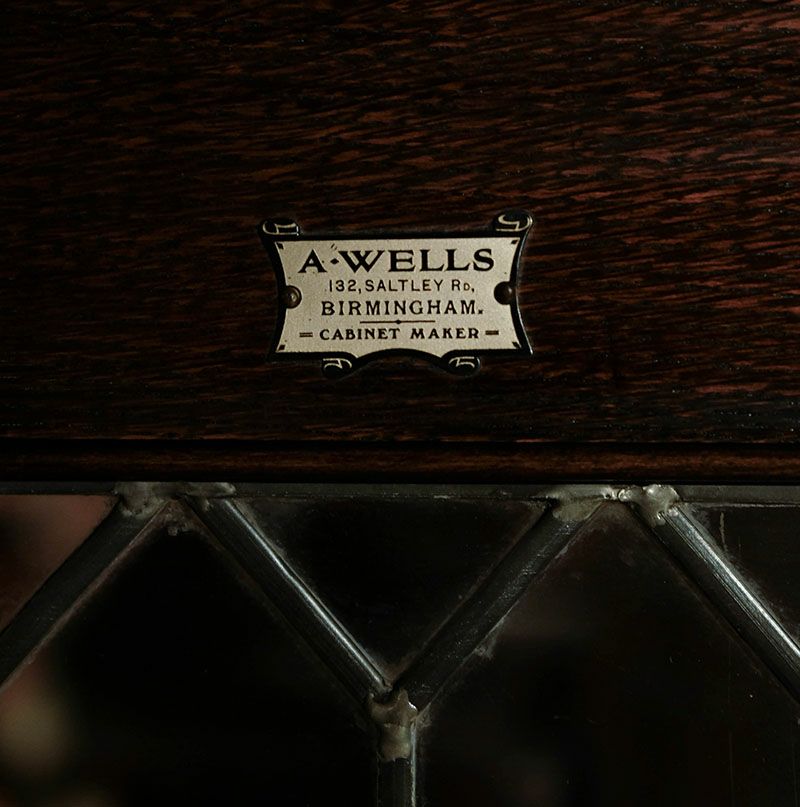 A·WELLS
132, SALTLEY RD,
BIRMINGHAM.
CABINET MAKER